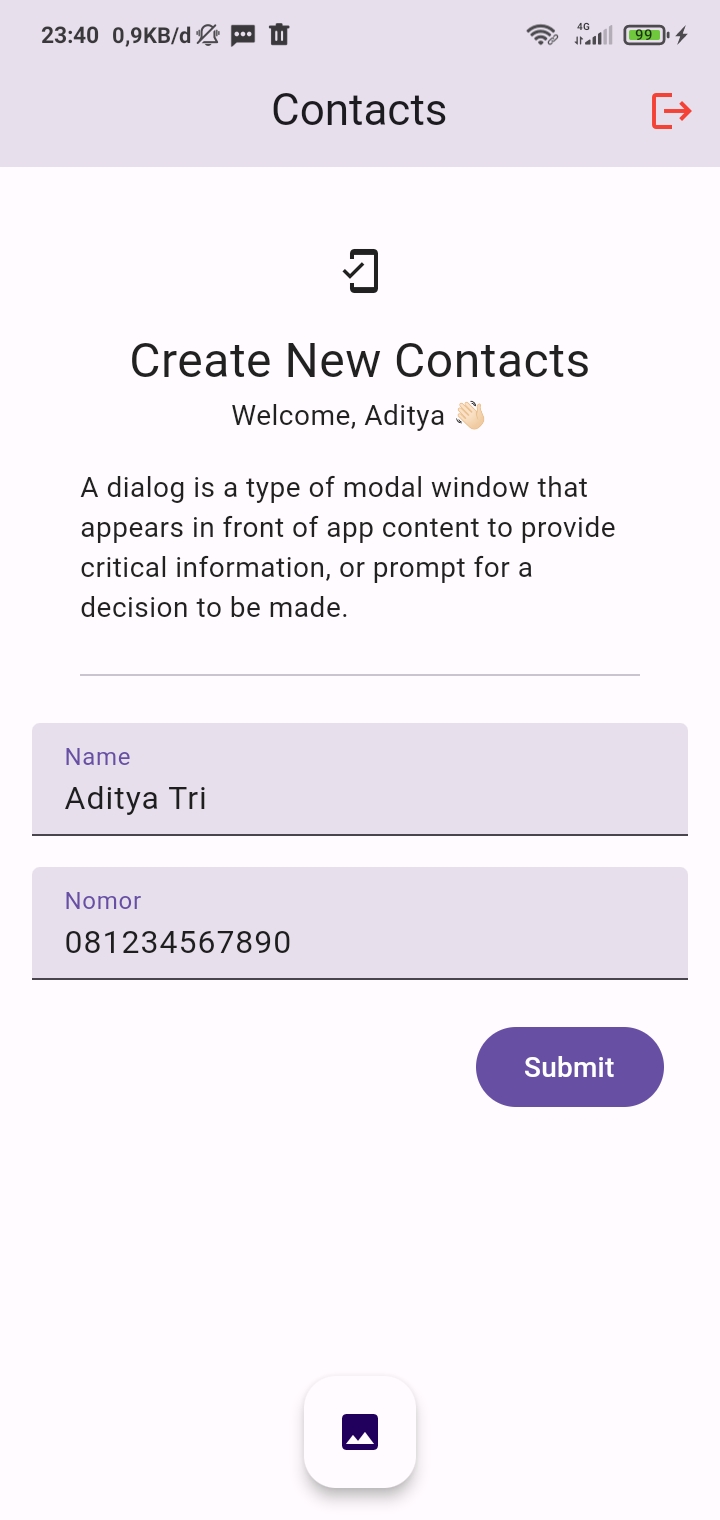 23:40 0,9KB/d 4G 99
Contacts
Create New Contacts
Welcome, Aditya 👋🏻
A dialog is a type of modal window that
appears in front of app content to provide
critical information, or prompt for a
decision to be made.
Name
Aditya Tri
Nomor
081234567890
Submit